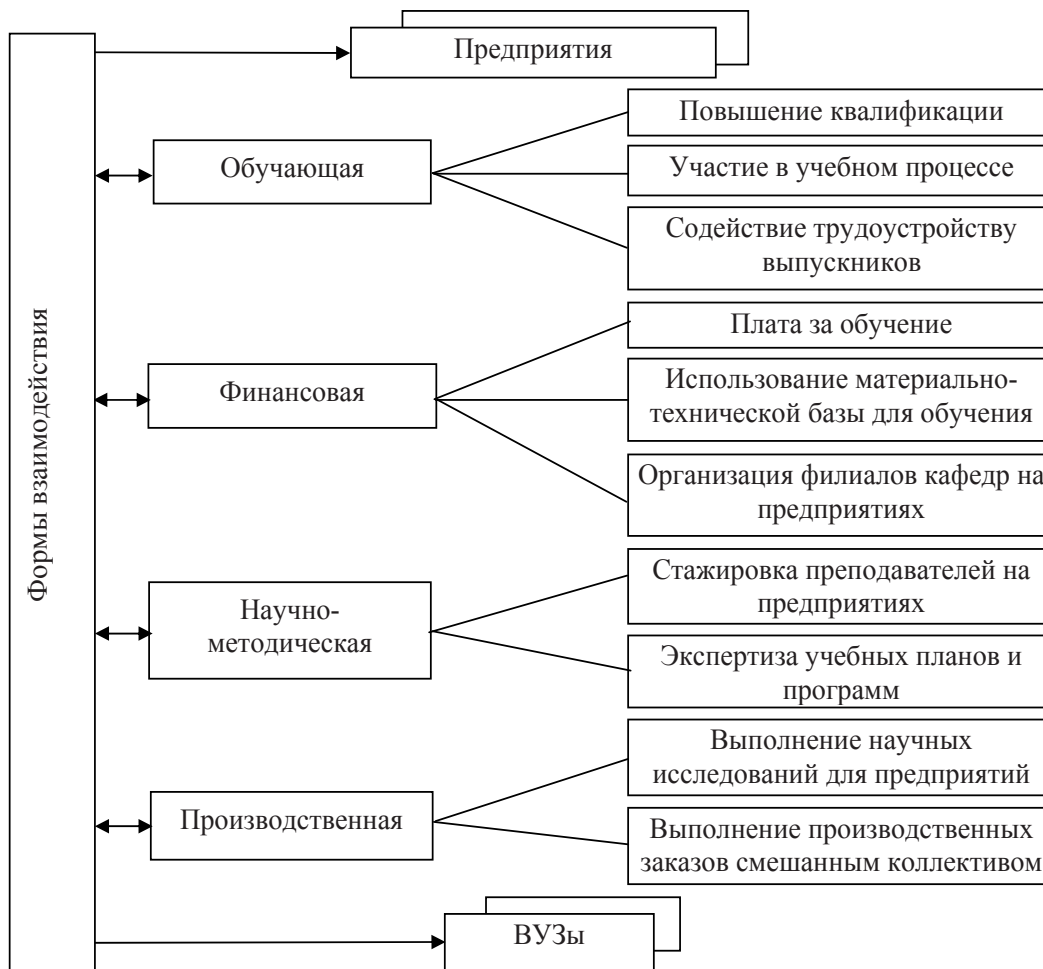 Формы взаимодействия
Предприятия
Обучающая
Повышение квалификации
Участие в учебном процессе
Содействие трудоустройству
выпускников
Финансовая
Плата за обучение
Использование материально-
технической базы для обучения
Организация филиалов кафедр на
предприятиях
Научно-
методическая
Стажировка преподавателей на
предприятиях
Экспертиза учебных планов и
программ
Производственная
Выполнение научных
исследований для предприятий
Выполнение производственных
заказов смешанным коллективом
ВУЗы